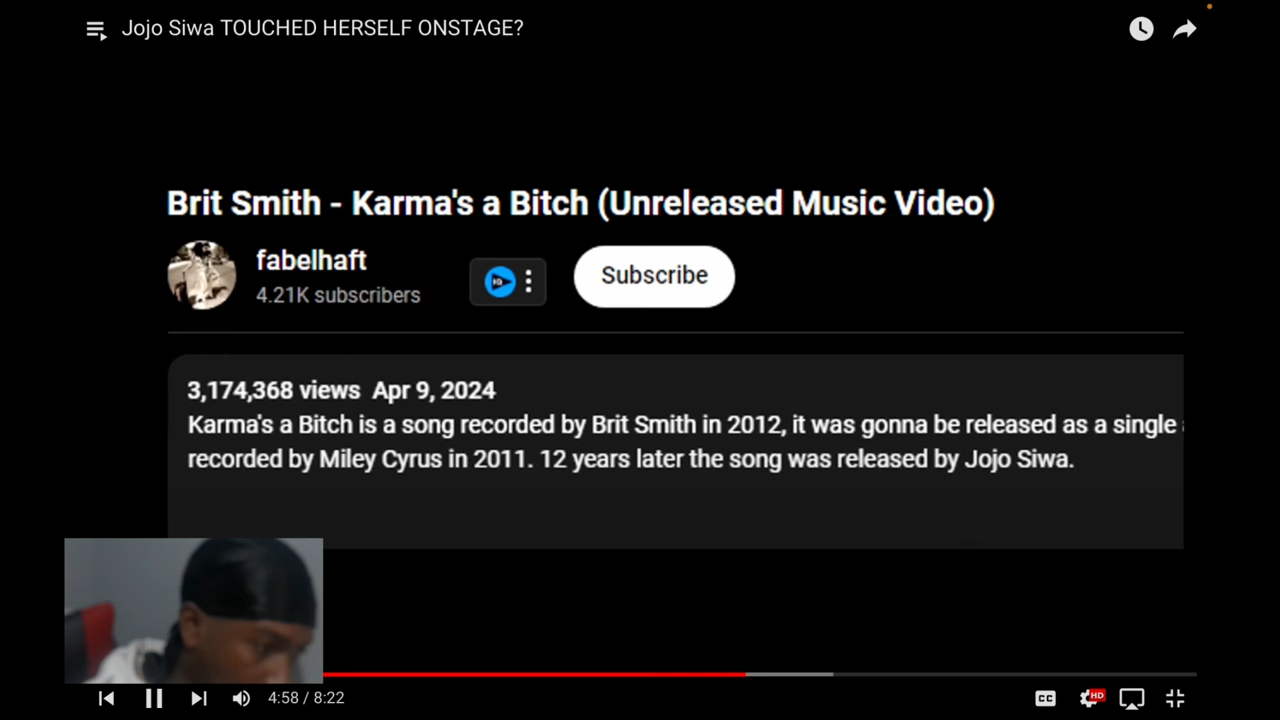 Jojo Siwa TOUCHED HERSELF ONSTAGE?
Brit Smith - Karma's a Bitch (Unreleased Music Video)
fabelhaft
4.21K subscribers
Subscribe
3,174,368 views Apr 9, 2024
Karma's a Bitch is a song recorded by Brit Smith in 2012, it was gonna be released as a single
recorded by Miley Cyrus in 2011. 12 years later the song was released by Jojo Siwa.
4:58 / 8:22
CC
HD